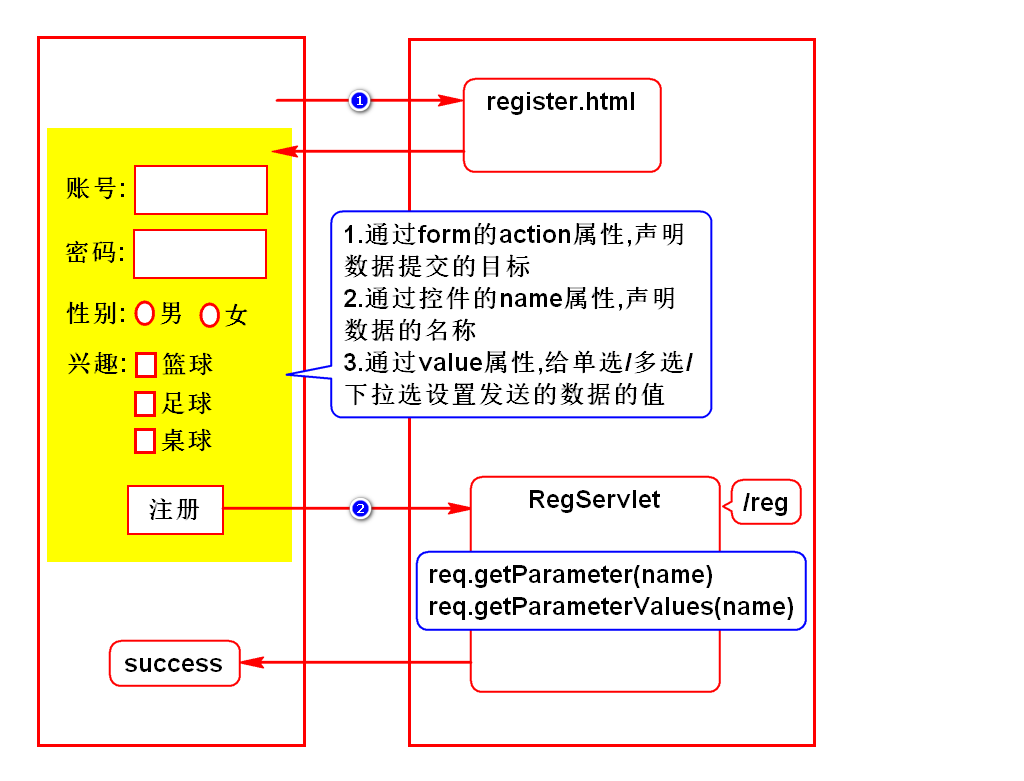 1
register.html
账号:
密码:
性别: 男 女
兴趣: 篮球
足球
桌球
1.通过form的action属性,声明
数据提交的目标
2.通过控件的name属性,声明
数据的名称
3.通过value属性,给单选/多选/
下拉选设置发送的数据的值
注册
2
RegServlet
/reg
req.getParameter(name)
req.getParameterValues(name)
success